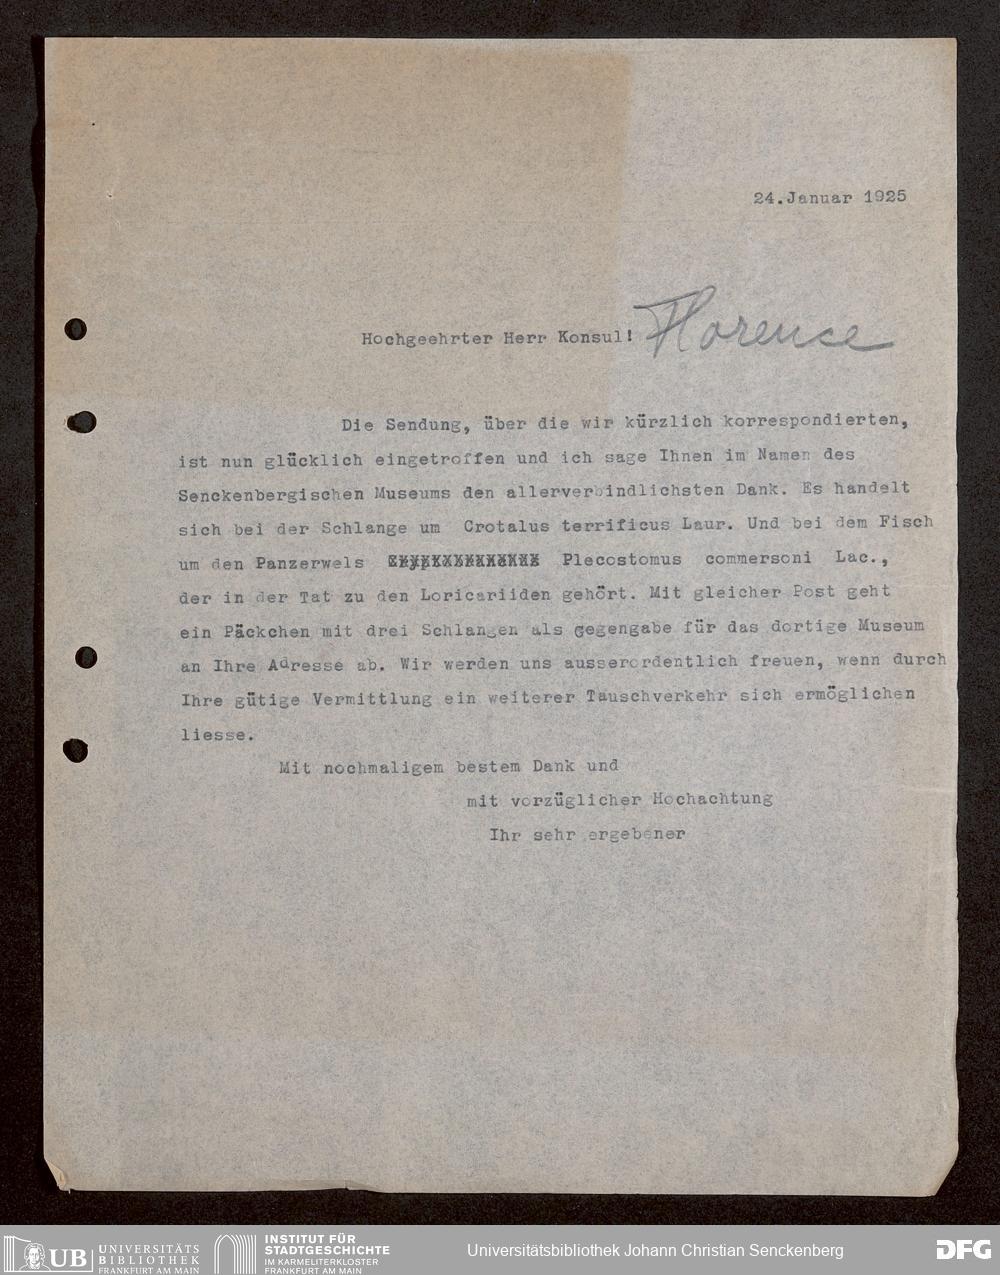 24.Januar 1925
Hochgeehrter Herr Konsul! Florence
Die Sendung, über die wir kürzlich korrespondierten,
ist nun glücklich eingetroffen und ich sage Ihnen im Namen des
Senckenbergischen Museums den allerverbindlichsten Dank. Es handelt
sich bei der Schlange um Crotalus terrificus Laur. Und bei dem Fisch
um den Panzerwels Plecostomus commersoni Lac.,
der in der Tat zu den Loricariiden gehört. Mit gleicher Post geht
ein Päckchen mit drei Schlangen als Gegengabe für das dortige Museum
an Ihre Adresse ab. Wir werden uns ausserordentlich freuen, wenn durch
Ihre gütige Vermittlung ein weiterer Tauschverkehr sich ermöglichen
liesse.
Mit nochmaligem bestem Dank und
mit vorzüglicher Hochachtung
Ihr sehr ergebener
UB UNIVERSITÄTS
BIBLIOTHEK
FRANKFURT AM MAIN
INSTITUT FÜR
STADTGESCHICHTE
IM KARMELITERKLOSTER
FRANKFURT AM MAIN
Universitätsbibliothek Johann Christian Senckenberg
DFG